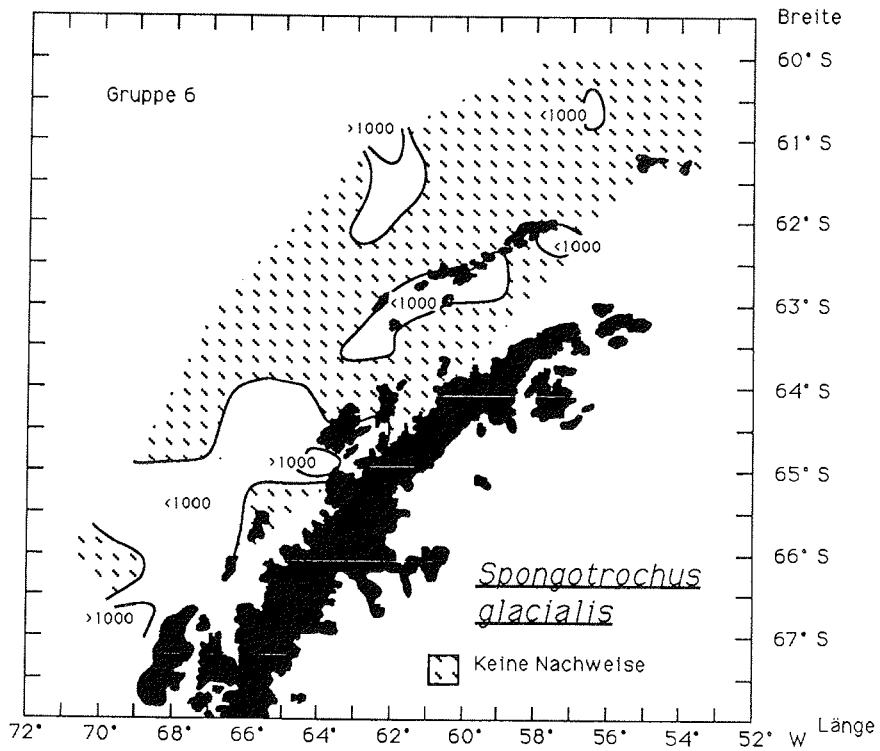 Breite
60° S
Gruppe 6
>1000
<1000
61° S
62° S
<1000
<1000
63° S
64° S
>1000
65° S
<1000
66° S
Spongotrochus
glacialis
>1000
67° S
Keine Nachweise
72° 70° 68° 66° 64° 62° 60° 58° 56° 54° 52° W Länge